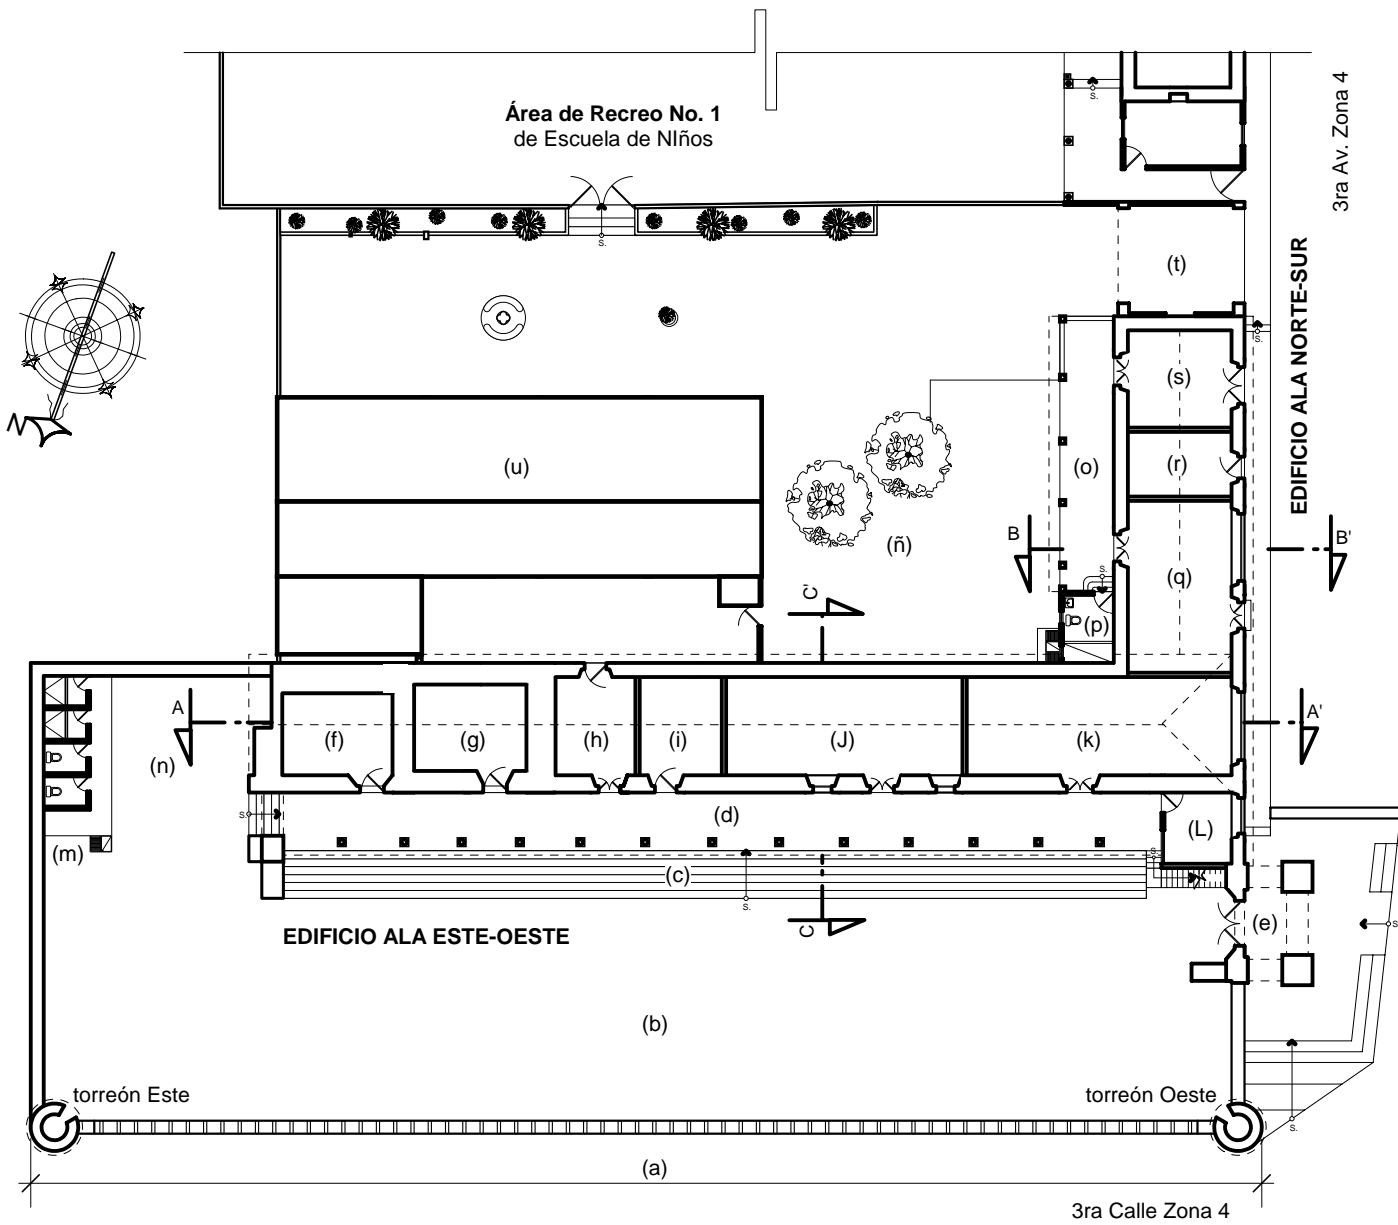 Área de Recreo No. 1
de Escuela de NIños
3ra Av. Zona 4
S.
S.
(t)
EDIFICIO ALA NORTE-SUR
S.
N
(s)
(r)
(u)
(o)
(ñ)
B
B'
(q)
S.
C'
(p)
A
A'
(f)
(g)
(h)
(i)
(J)
(k)
(n)
S.
(d)
(L)
(m)
(c)
S.
S.
C
(e)
S.
EDIFICIO ALA ESTE-OESTE
(b)
torreón Este
torreón Oeste
S.
(a)
3ra Calle Zona 4